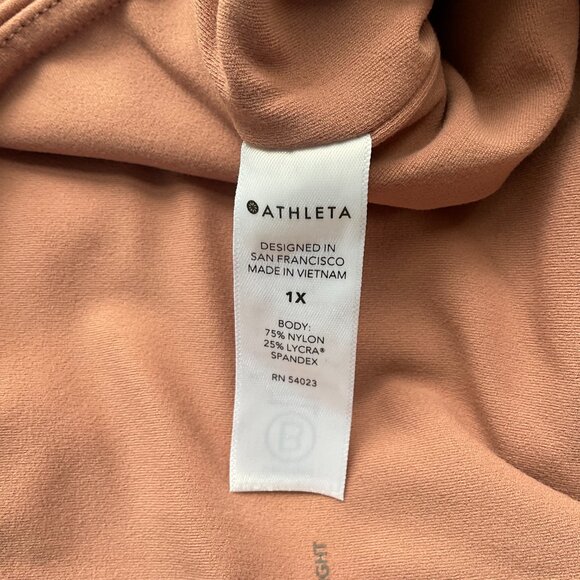 ATHLETA
DESIGNED IN
SAN FRANCISCO
MADE IN VIETNAM
1X
BODY:
75% NYLON
25% LYCRA®
SPANDEX
RN 54023
B